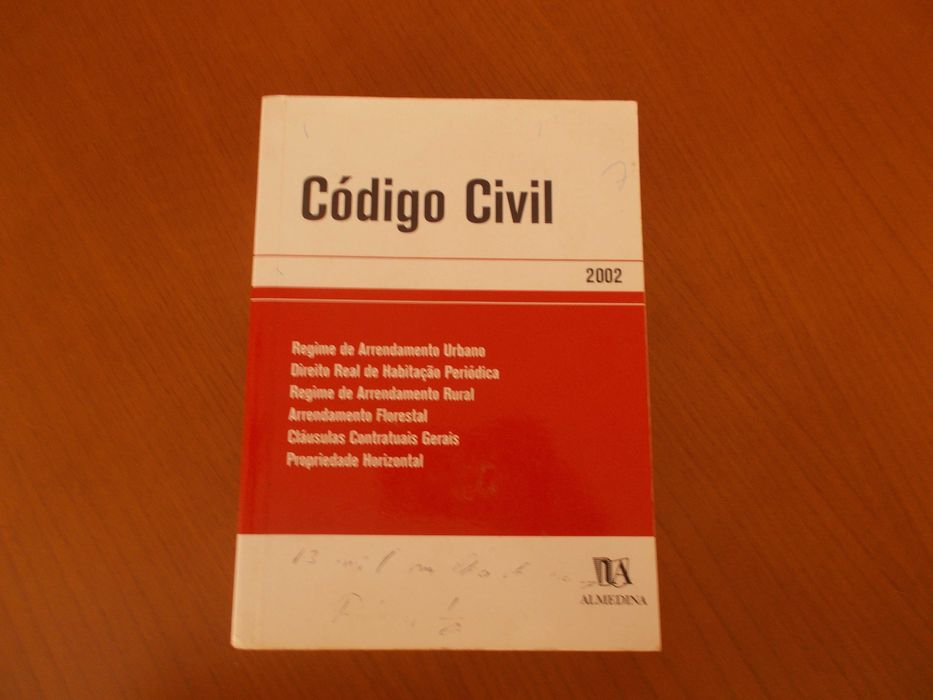 Código Civil
2002
Regime de Arrendamento Urbano
Direito Real de Habitação Periódica
Regime de Arrendamento Rural
Arrendamento Florestal
Cláusulas Contratuais Gerais
Propriedade Horizontal
ALMEDINA